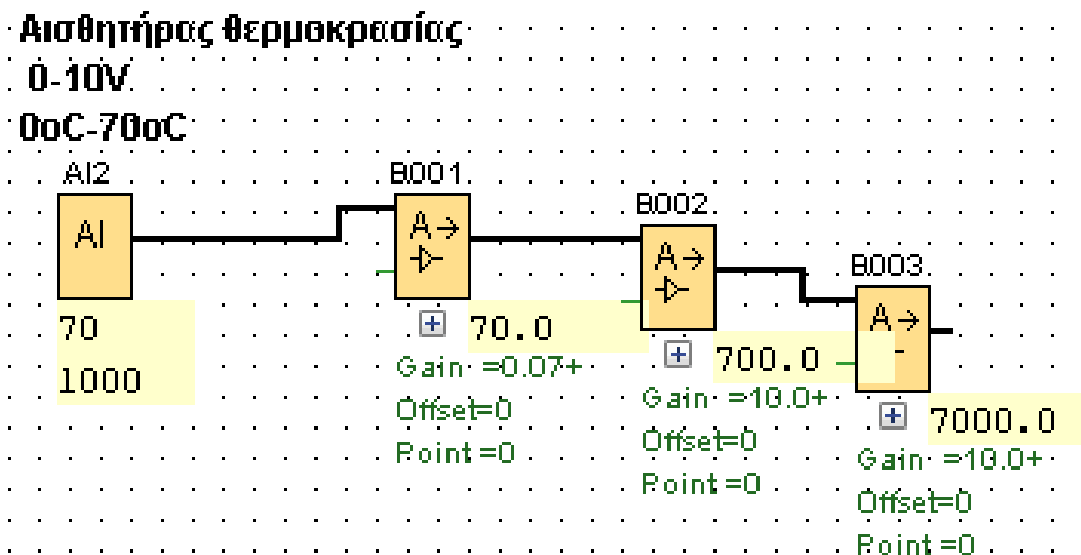 Αισθητήρας θερμοκρασίας
0-10V
0οC-70οC
AI2
AI
70
1000
B001
A→
70.0
Gain =0.07+
Offset=0
Point=0
B002
A→
700.0
Gain =10.0+
Offset=0
Point=0
B003
A→
7000.0
Gain =10.0+
Offset=0
Point=0